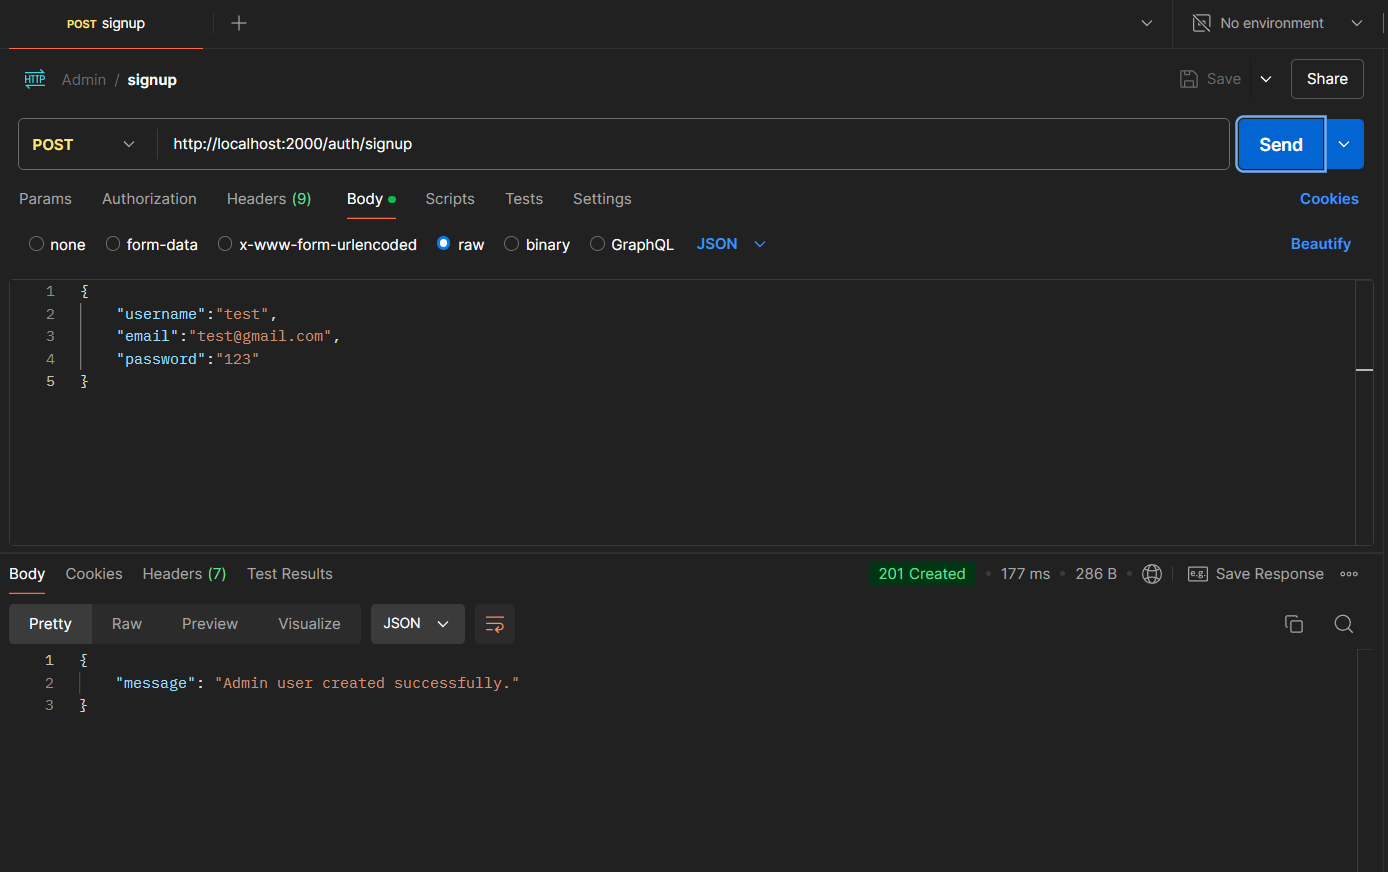 POST signup
No environment
HTTP Admin / signup
Save
Share
POST
http://localhost:2000/auth/signup
Send
Params Authorization Headers (9) Body Scripts Tests Settings
Cookies
none form-data x-www-form-urlencoded raw binary GraphQL JSON
Beautify
1 {
2 "username":"test",
3 "email":"test@gmail.com",
4 "password":"123"
5 }
Body Cookies Headers (7) Test Results
201 Created • 177 ms • 286 B • e.g. Save Response
Pretty Raw Preview Visualize JSON
1 {
2 "message": "Admin user created successfully."
3 }